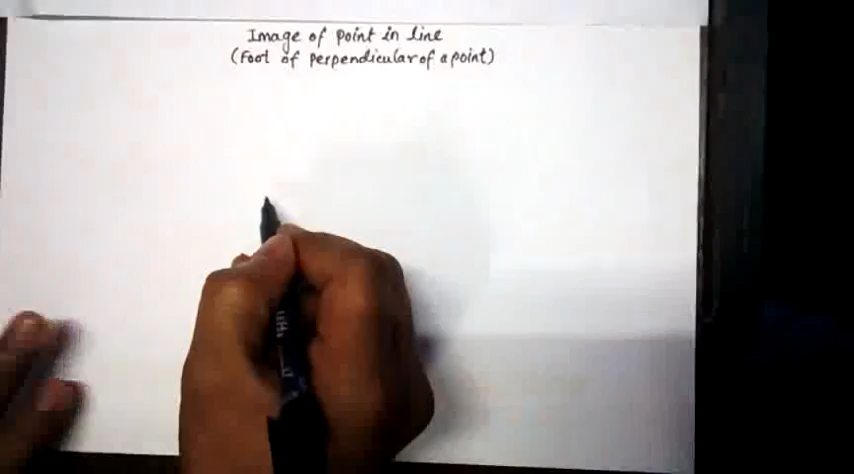 Image of point in line
(Foot of perpendicular of a point)